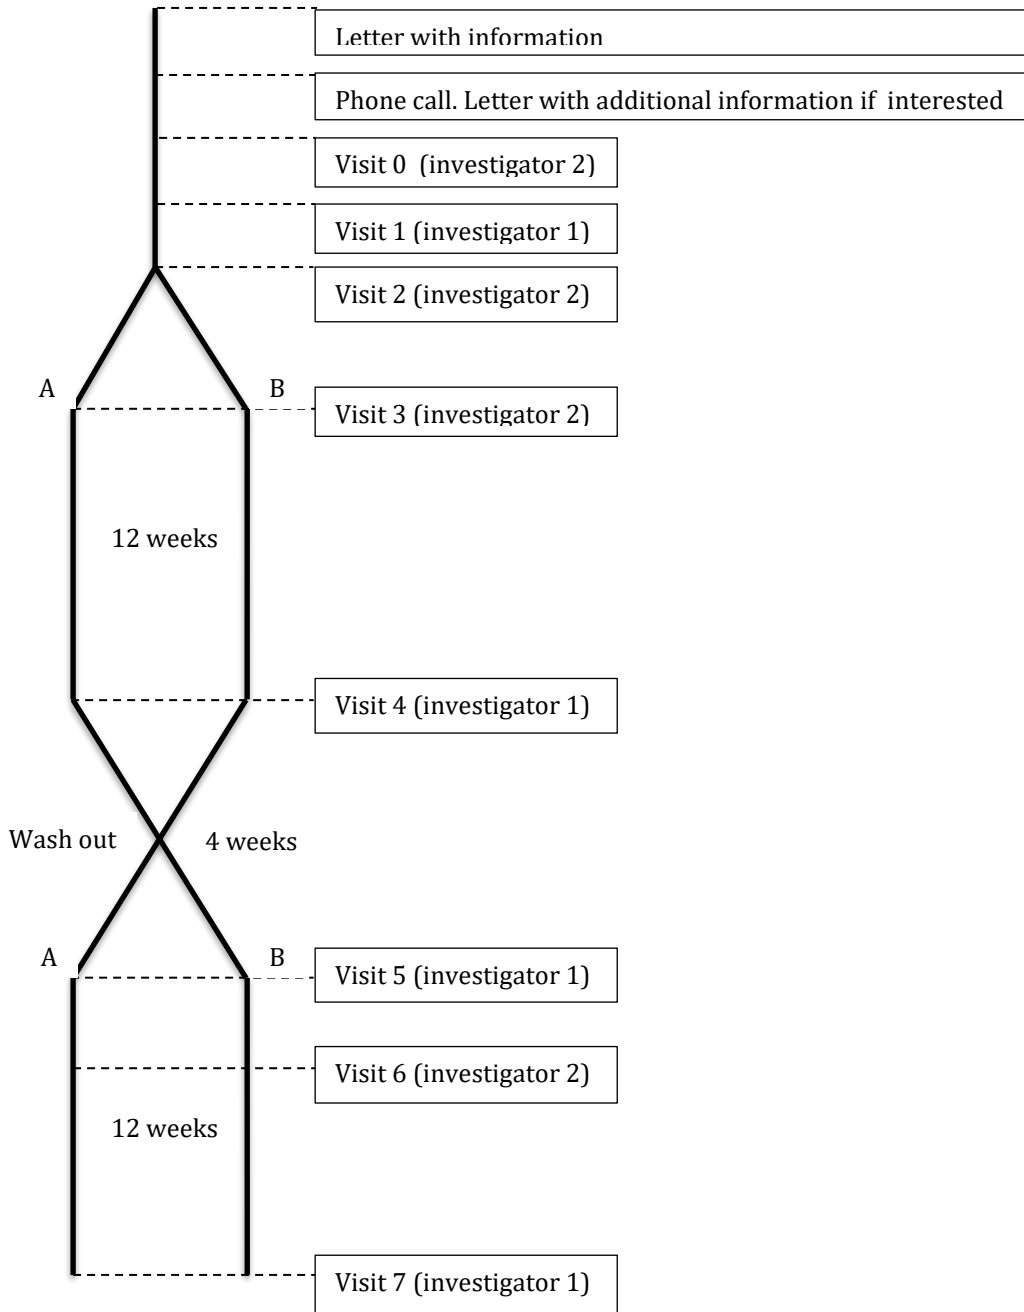 Letter with information
Phone call. Letter with additional information if interested
Visit 0 (investigator 2)
Visit 1 (investigator 1)
Visit 2 (investigator 2)
A
B
Visit 3 (investigator 2)
12 weeks
Visit 4 (investigator 1)
Wash out
4 weeks
A
B
Visit 5 (investigator 1)
Visit 6 (investigator 2)
12 weeks
Visit 7 (investigator 1)